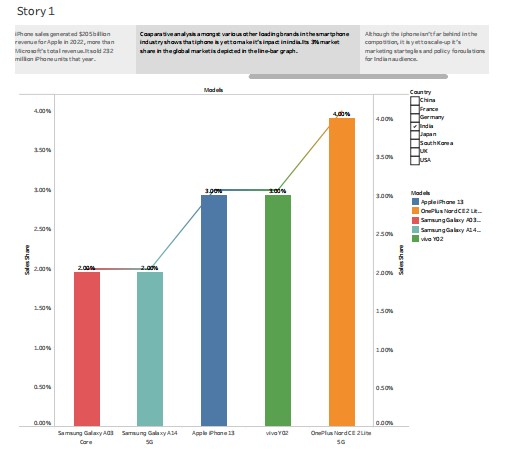 Story 1
iPhone sales generated $205 billion
revenue for Apple in 2022, more than
Microsoft's total revenue. It sold 232
million iPhone units that year.
Coaparative analysis amongst various other leading brands in the smartphone
industry shows that iphone is yet to make it's impact in india. Its 3% market
share in the global market is depicted in the line-bar graph.
Although the iphone isn't far behind in the
competition, it is yet to scale-up it's
marketing startegies and policy forumlations
for Indian audience.
Models
Sales Share
4.00%
3.50%
3.00%
2.50%
2.00%
1.50%
1.00%
0.50%
0.00%
2.00%
2.00%
3.00%
3.00%
4.00%
Samsung Galaxy A03
Core
Samsung Galaxy A14
5G
Apple iPhone 13
vivo Y02
OnePlus Nord CE 2 Lite
5G
4.00%
3.50%
3.00%
2.50%
2.00%
1.50%
1.00%
0.50%
0.00%
Sales Share
Country
China
France
Germany
India
Japan
South Korea
UK
USA
Models
Apple iPhone 13
OnePlus Nord CE 2 Lit...
Samsung Galaxy A03...
Samsung Galaxy A14...
vivo Y02